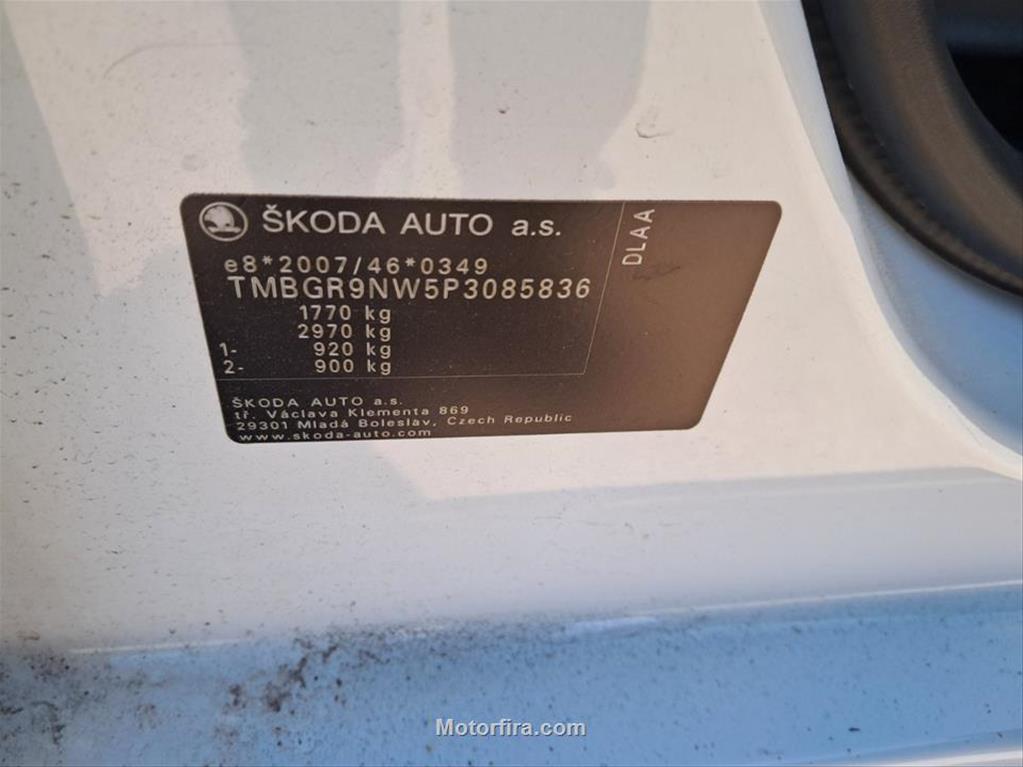 ŠKODA AUTO a.s.
DLAA
e8*2007/46*0349
TMBGR9NW5P3085836
1770 kg
2970 kg
1- 920 kg
2- 900 kg
ŠKODA AUTO a.s.
tř. Václava Klementa 869
29301 Mladá Boleslav, Czech Republic
www.skoda-auto.com
Motorfira.com